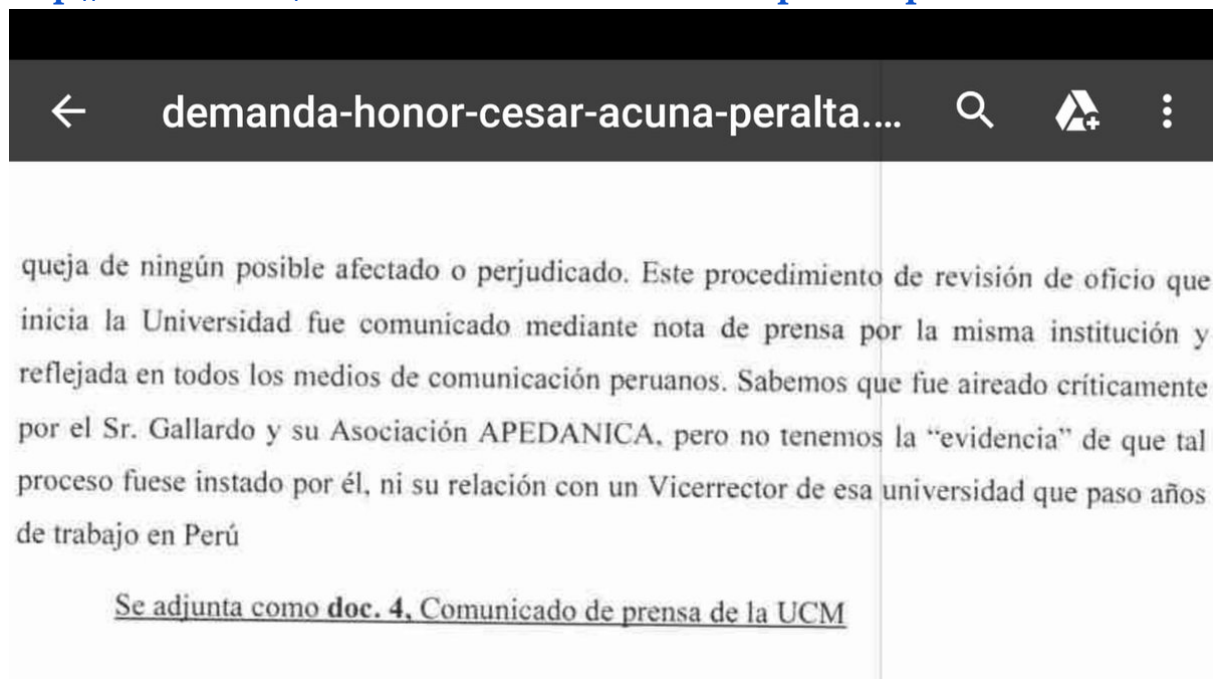 demanda-honor-cesar-acuna-peralta....
queja de ningún posible afectado o perjudicado. Este procedimiento de revisión de oficio que
inicia la Universidad fue comunicado mediante nota de prensa por la misma institución y
reflejada en todos los medios de comunicación peruanos. Sabemos que fue aireado críticamente
por el Sr. Gallardo y su Asociación APEDANICA, pero no tenemos la “evidencia” de que tal
proceso fuese instado por él, ni su relación con un Vicerrector de esa universidad que paso años
de trabajo en Perú
Se adjunta como doc. 4, Comunicado de prensa de la UCM